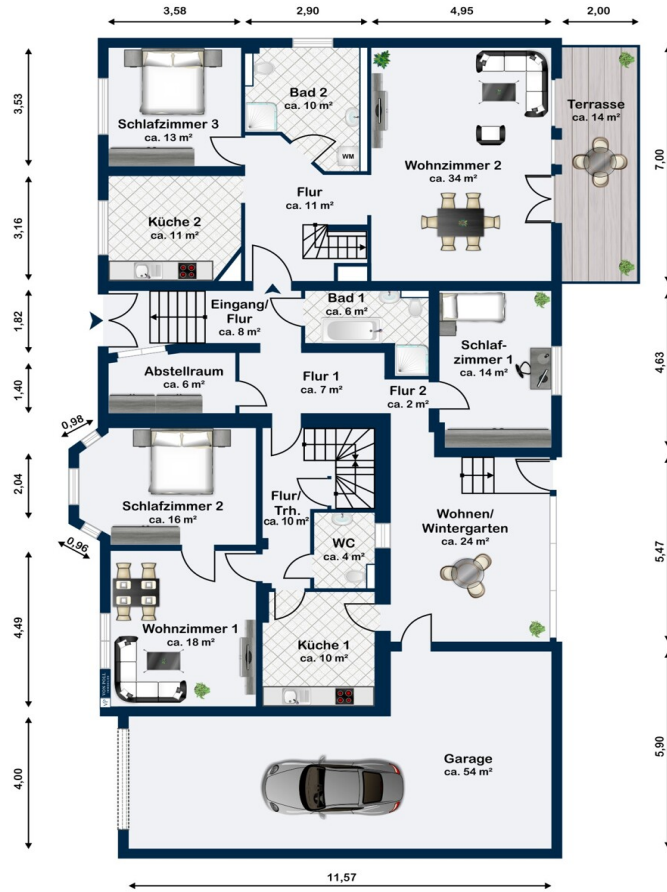 3,58
2,90
4,95
2,00
3,53
3,16
1,82
1,40
0,98
2,04
0,96
4,49
4,00
Schlafzimmer 3
ca. 13 m²
Bad 2
ca. 10 m²
WM
Wohnzimmer 2
ca. 34 m²
Terrasse
ca. 14 m²
7,00
Küche 2
ca. 11 m²
Flur
ca. 11 m²
Eingang/
Flur
ca. 8 m²
Bad 1
ca. 6 m²
Schlaf-
zimmer 1
ca. 14 m²
4,63
Abstellraum
ca. 6 m²
Flur 1
ca. 7 m²
Flur 2
ca. 2 m²
Schlafzimmer 2
ca. 16 m²
Flur/
Trh.
ca. 10 m²
WC
ca. 4 m²
Wohnen/
Wintergarten
ca. 24 m²
5,47
Wohnzimmer 1
ca. 18 m²
Küche 1
ca. 10 m²
VON POLL
Garage
ca. 54 m²
5,90
11,57